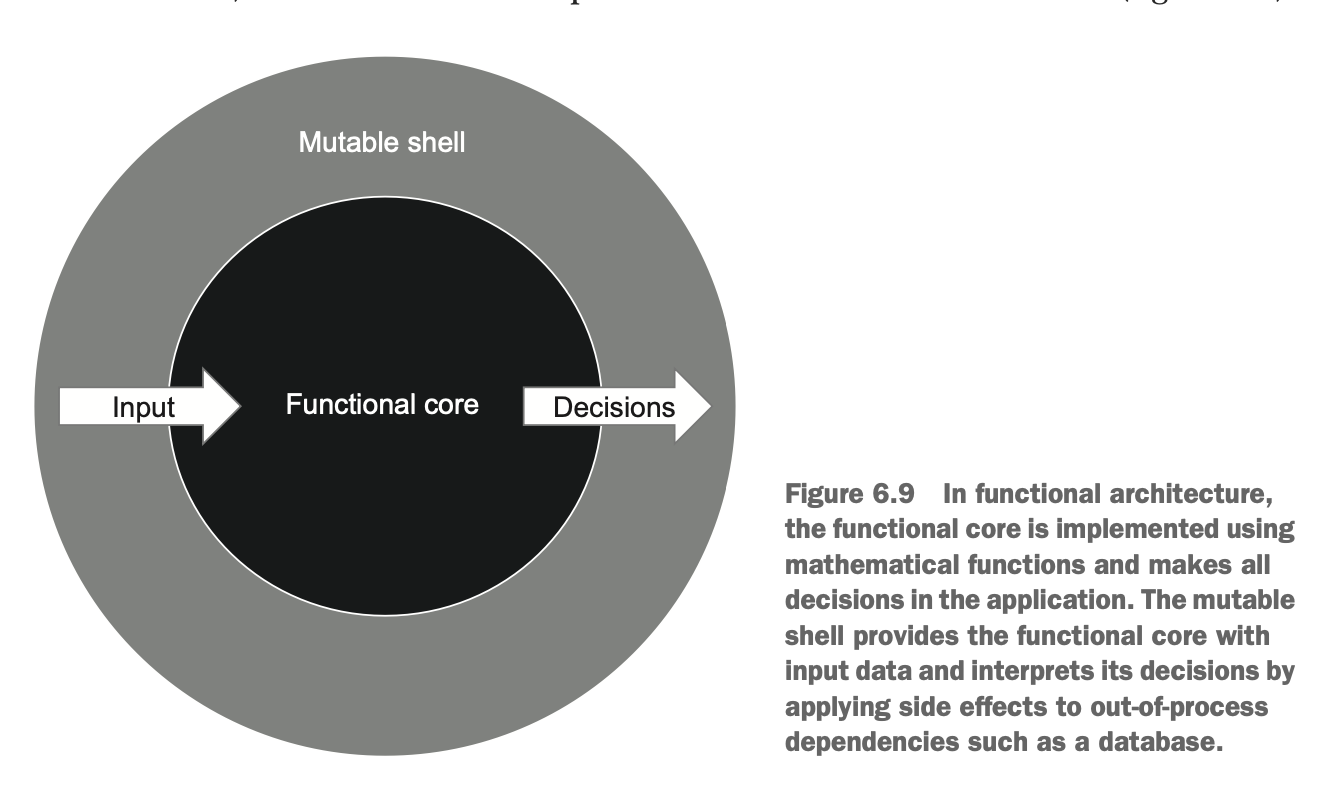 Mutable shell
Input
Functional core
Decisions
Figure 6.9 In functional architecture,
the functional core is implemented using
mathematical functions and makes all
decisions in the application. The mutable
shell provides the functional core with
input data and interprets its decisions by
applying side effects to out-of-process
dependencies such as a database.